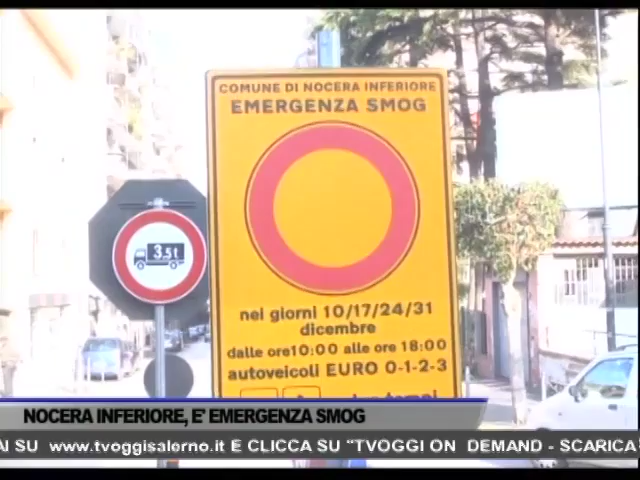 COMUNE DI NOCERA INFERIORE
EMERGENZA SMOG
3,5t
nei giorni 10/17/24/31
dicembre
dalle ore10:00 alle ore 18:00
autoveicoli EURO 0-1-2-3
NOCERA INFERIORE, E' EMERGENZA SMOG
AI SU www.tvoggisalerno.it E CLICCA SU "TVOGGI ON DEMAND - SCARICA